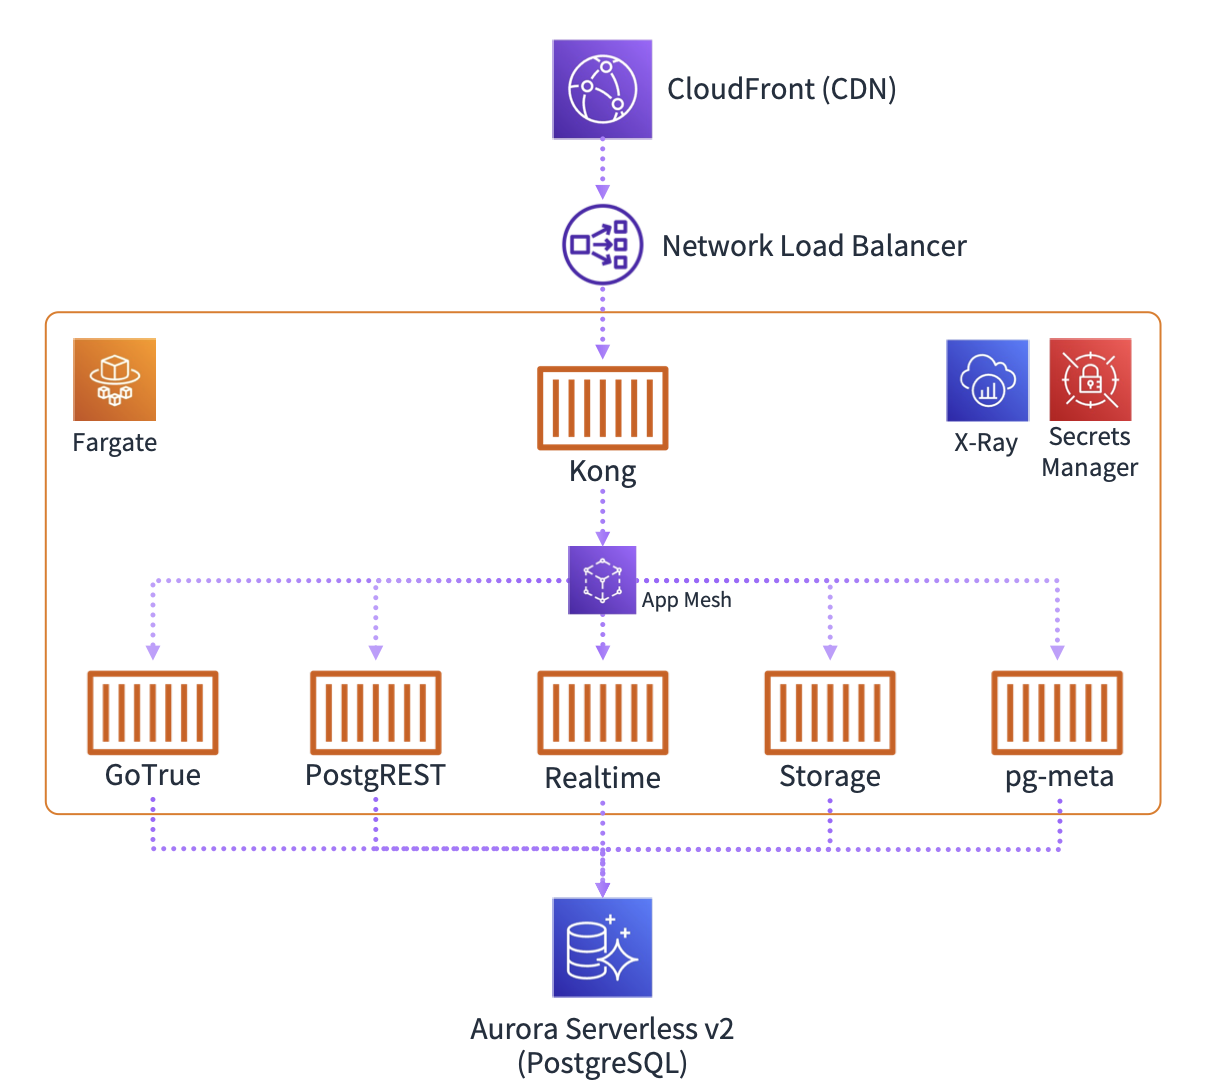 CloudFront (CDN)
Network Load Balancer
Fargate
X-Ray
Secrets
Manager
Kong
App Mesh
GoTrue
PostgREST
Realtime
Storage
pg-meta
Aurora Serverless v2
(PostgreSQL)